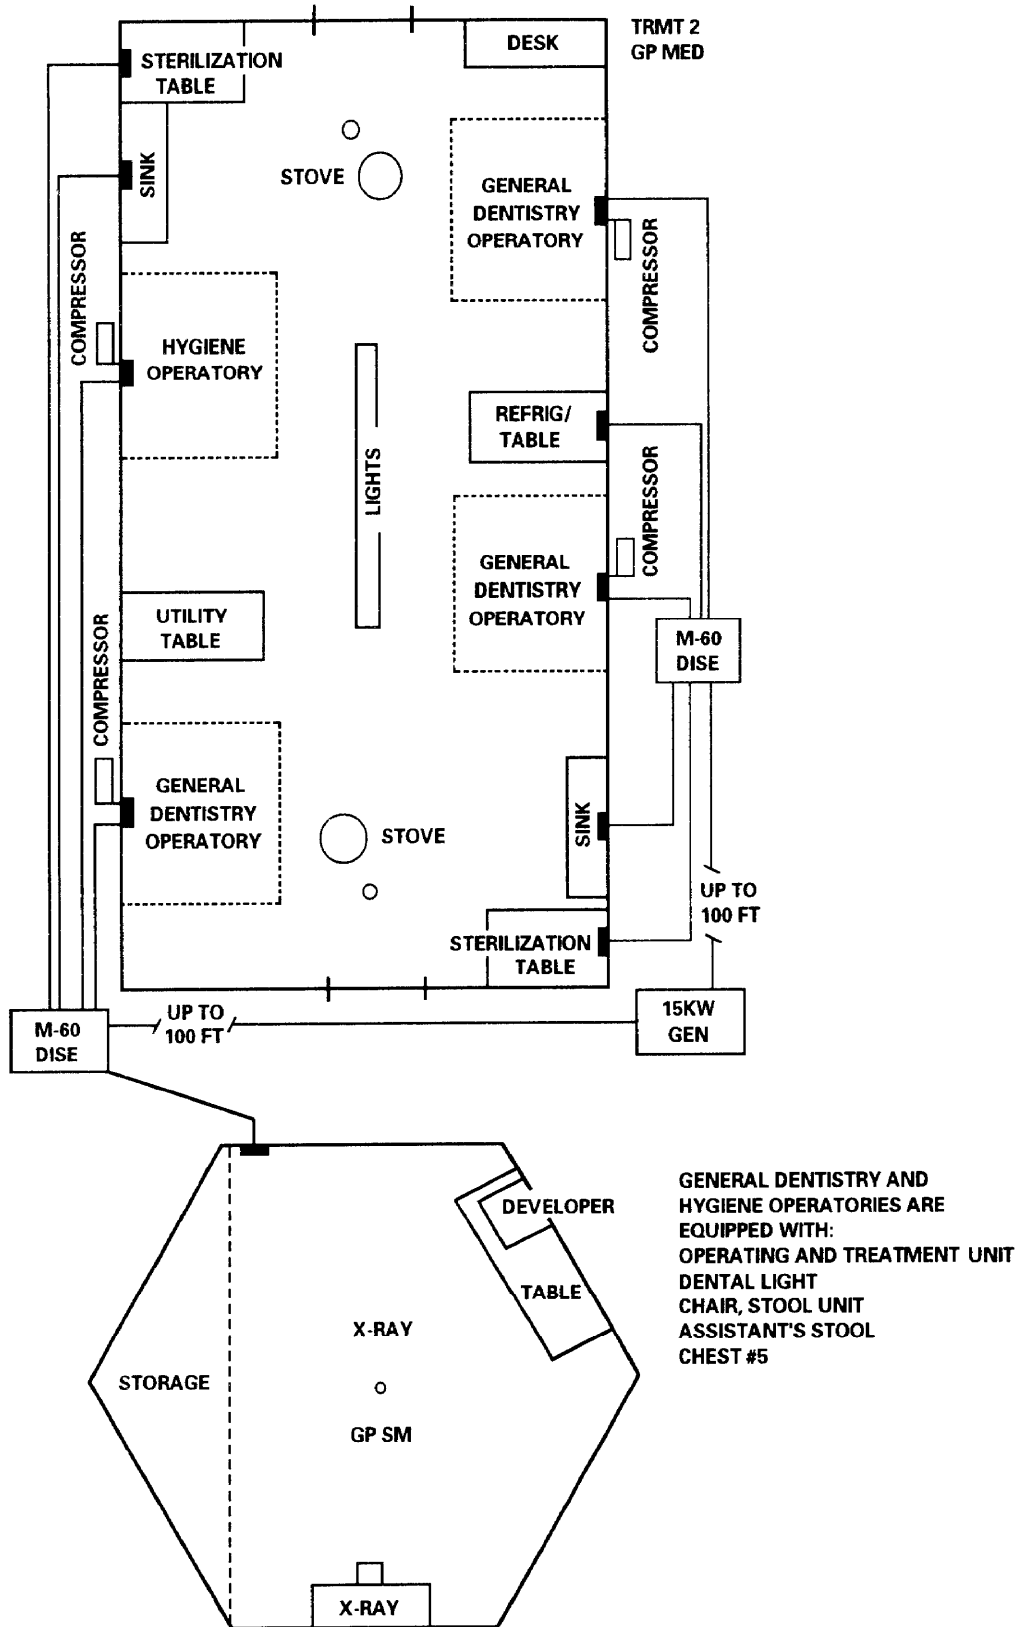 TRMT 2
GP MED
DESK
STERILIZATION
TABLE
SINK
STOVE
GENERAL
DENTISTRY
OPERATORY
COMPRESSOR
COMPRESSOR
HYGIENE
OPERATORY
LIGHTS
REFRIG/
TABLE
COMPRESSOR
GENERAL
DENTISTRY
OPERATORY
UTILITY
TABLE
COMPRESSOR
M-60
DISE
GENERAL
DENTISTRY
OPERATORY
STOVE
SINK
UP TO
100 FT
STERILIZATION
TABLE
15KW
GEN
UP TO
100 FT
M-60
DISE
DEVELOPER
TABLE
X-RAY
STORAGE
GP SM
X-RAY
GENERAL DENTISTRY AND
HYGIENE OPERATORIES ARE
EQUIPPED WITH:
OPERATING AND TREATMENT UNIT
DENTAL LIGHT
CHAIR, STOOL UNIT
ASSISTANT'S STOOL
CHEST #5